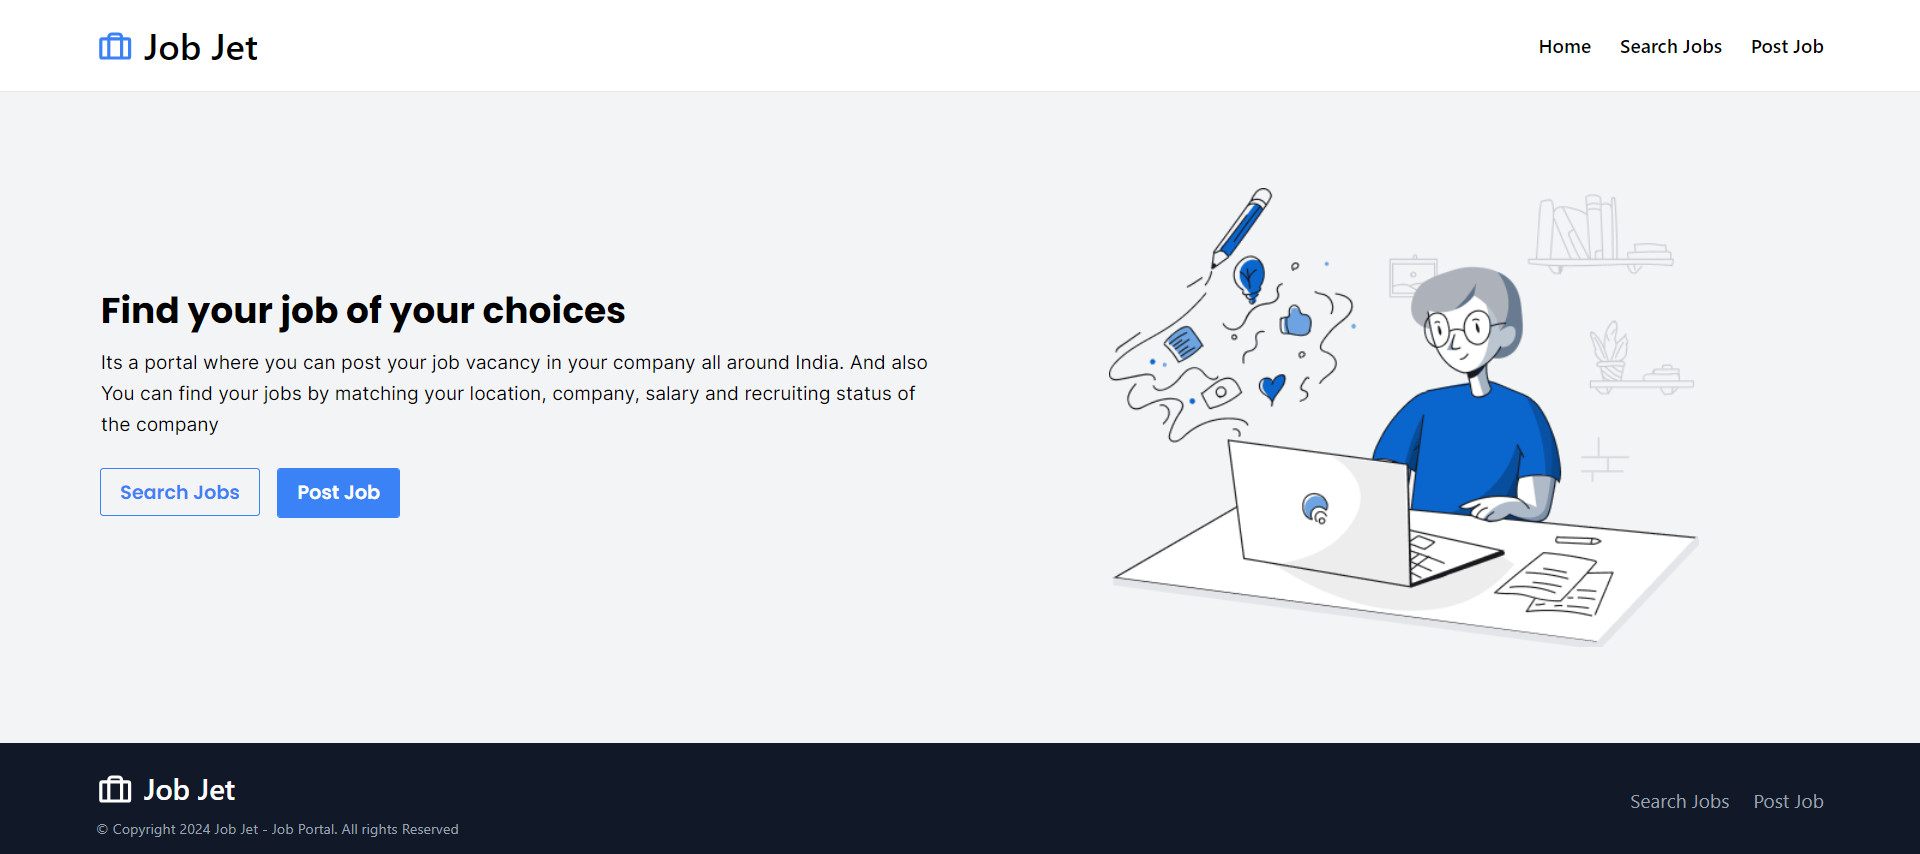 Job Jet
Home Search Jobs Post Job
Find your job of your choices
Its a portal where you can post your job vacancy in your company all around India. And also
You can find your jobs by matching your location, company, salary and recruiting status of
the company
Search Jobs Post Job
Job Jet
Search Jobs Post Job
© Copyright 2024 Job Jet - Job Portal. All rights Reserved